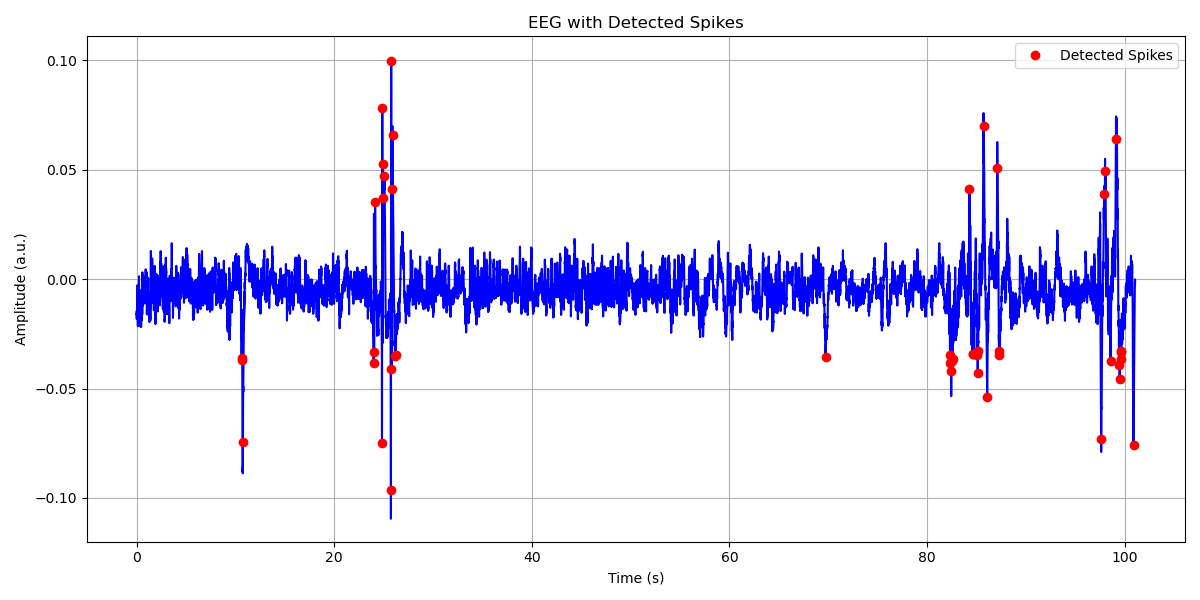 EEG with Detected Spikes
Detected Spikes
Amplitude (a.u.)
0.10
0.05
0.00
−0.05
−0.10
0 20 40 60 80 100
Time (s)